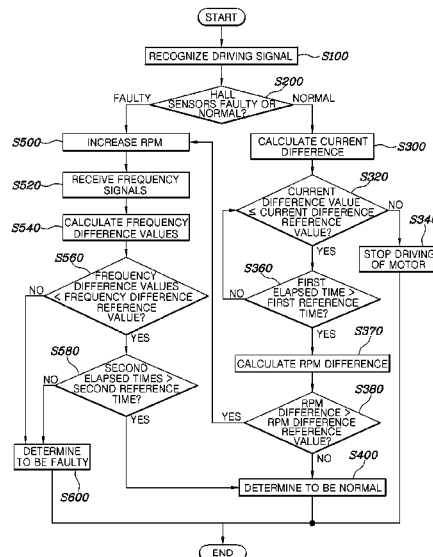 START
RECOGNIZE DRIVING SIGNAL
S100
S200
FAULTY
HALL
SENSORS FAULTY OR
NORMAL?
NORMAL
S500
INCREASE RPM
CALCULATE CURRENT
DIFFERENCE
S300
S520
RECEIVE FREQUENCY
SIGNALS
S320
CURRENT
DIFFERENCE VALUE
≤ CURRENT DIFFERENCE
REFERENCE
VALUE?
NO
S340
S540
CALCULATE FREQUENCY
DIFFERENCE VALUES
YES
STOP DRIVING
OF MOTOR
S560
FREQUENCY
DIFFERENCE VALUES
< FREQUENCY DIFFERENCE
REFERENCE
VALUE?
NO
YES
S360
FIRST
ELAPSED TIME >
FIRST REFERENCE
TIME?
NO
YES
S370
CALCULATE RPM DIFFERENCE
S580
SECOND
ELAPSED TIMES >
SECOND REFERENCE
TIME?
NO
YES
S380
RPM
DIFFERENCE >
RPM DIFFERENCE
REFERENCE
VALUE?
YES
NO
DETERMINE
TO BE FAULTY
S600
S400
DETERMINE TO BE NORMAL
END